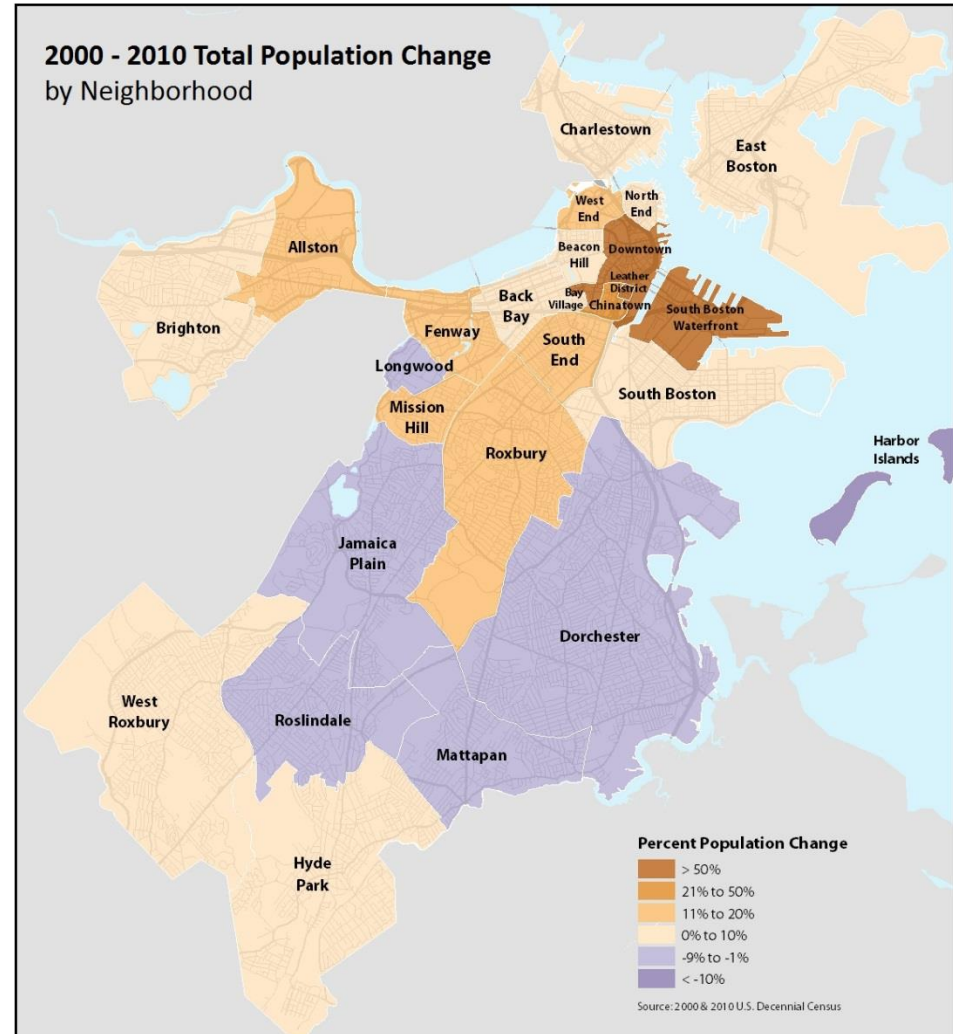 2000 - 2010 Total Population Change
by Neighborhood
Charlestown
East
Boston
West
End
North
End
Allston
Beacon
Hill
Downtown
Leather
District
Back
Bay
Bay
Village
Chinatown
South Boston
Waterfront
Brighton
Fenway
South
End
Longwood
South Boston
Mission
Hill
Roxbury
Harbor
Islands
Jamaica
Plain
Dorchester
West
Roxbury
Roslindale
Mattapan
Hyde
Park
Percent Population Change
> 50%
21% to 50%
11% to 20%
0% to 10%
-9% to -1%
< -10%
Source: 2000 & 2010 U.S. Decennial Census